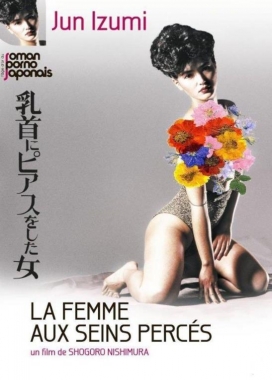 Jun Izumi
roman
porno
Japonais
乳首にピアスをした女
LA FEMME
AUX SEINS PERCÉS
un film de SHOGORO NISHIMURA